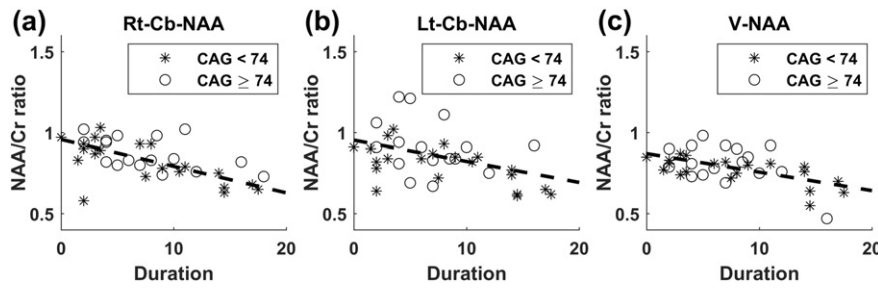 (a) Rt-Cb-NAA
NAA/Cr ratio
1.5
1
0.5
0 10 20
Duration
CAG < 74
CAG ≥ 74
(b) Lt-Cb-NAA
NAA/Cr ratio
1.5
1
0.5
0 10 20
Duration
CAG < 74
CAG ≥ 74
(c) V-NAA
NAA/Cr ratio
1.5
1
0.5
0 10 20
Duration
CAG < 74
CAG ≥ 74